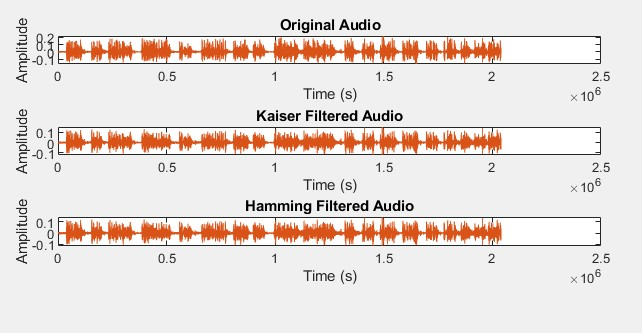 Original Audio
Amplitude
0.2
0.1
0
-0.1
0 0.5 1 1.5 2 2.5
Time (s)
×10^6
Kaiser Filtered Audio
Amplitude
0.1
0
-0.1
0 0.5 1 1.5 2 2.5
Time (s)
×10^6
Hamming Filtered Audio
Amplitude
0.1
0
-0.1
0 0.5 1 1.5 2 2.5
Time (s)
×10^6